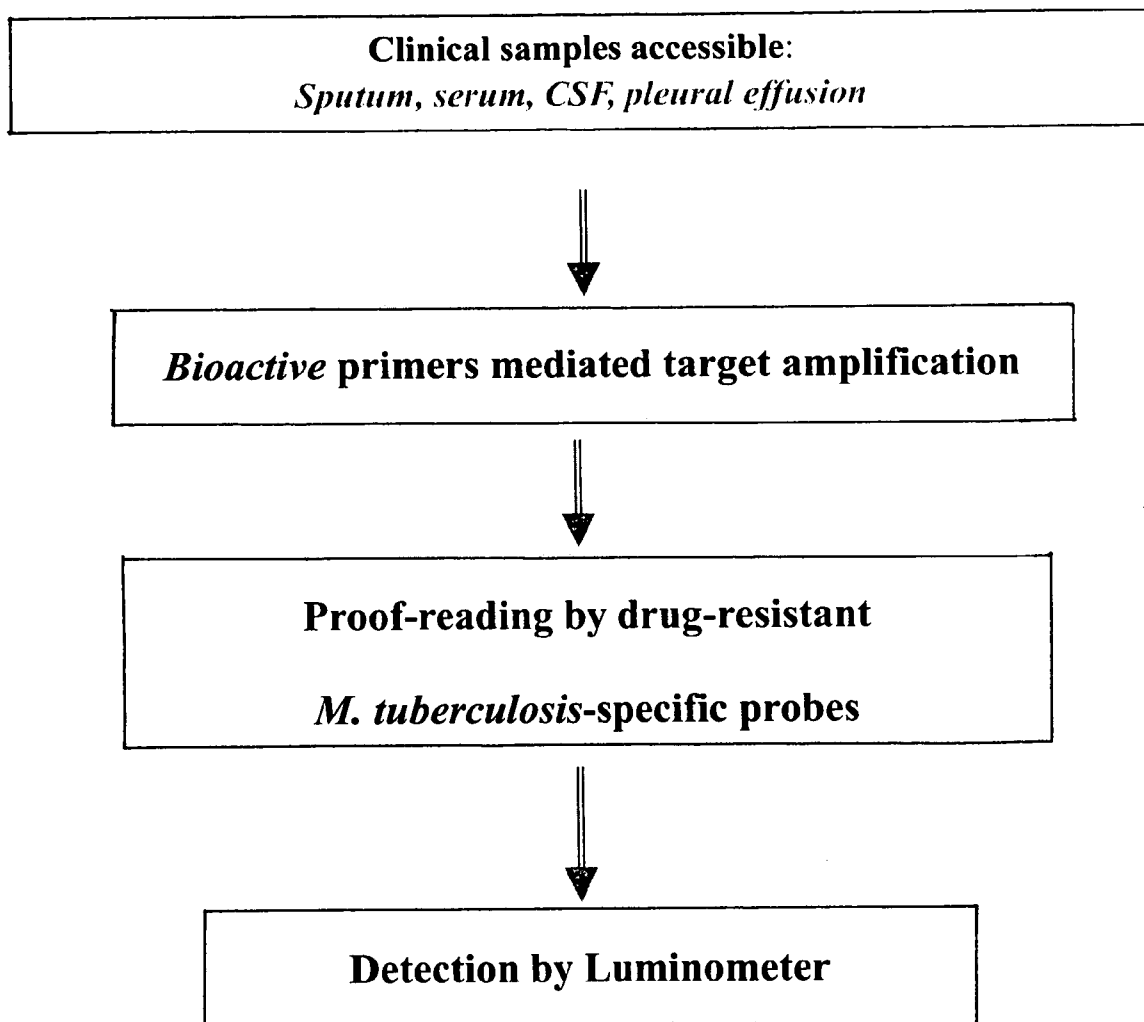 Clinical samples accessible:
Sputum, serum, CSF, pleural effusion
Bioactive primers mediated target amplification
Proof-reading by drug-resistant
M. tuberculosis-specific probes
Detection by Luminometer